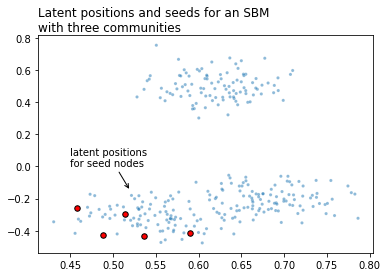 Latent positions and seeds for an SBM
with three communities
0.8
0.6
0.4
0.2
0.0
−0.2
−0.4
latent positions
for seed nodes
0.45 0.50 0.55 0.60 0.65 0.70 0.75 0.80